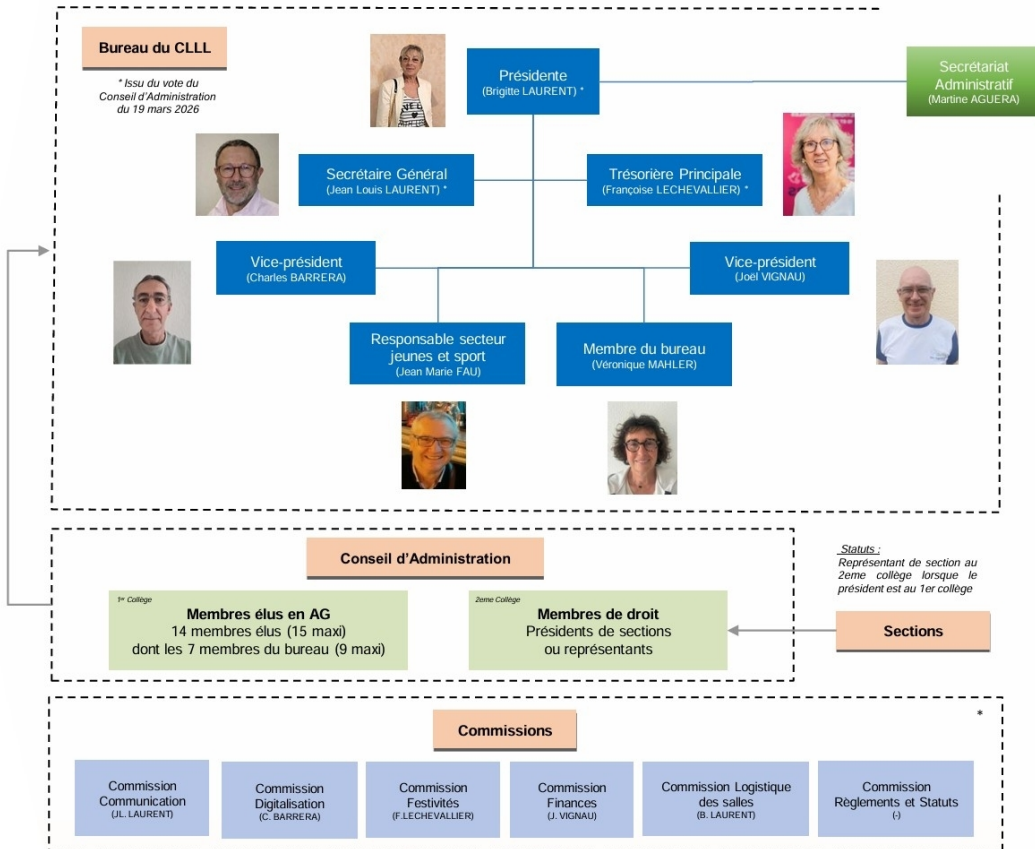 Bureau du CLLL
* Issu du vote du
Conseil d'Administration
du 19 mars 2026
Présidente
(Brigitte LAURENT) *
Secrétariat
Administratif
(Martine AGUERA)
Secrétaire Général
(Jean Louis LAURENT) *
Trésorière Principale
(Françoise LECHEVALLIER) *
Vice-président
(Charles BARRERA)
Vice-président
(Joël VIGNAU)
Responsable secteur
jeunes et sport
(Jean Marie FAU)
Membre du bureau
(Véronique MAHLER)
Conseil d'Administration
1er Collège
Membres élus en AG
14 membres élus (15 maxi)
dont les 7 membres du bureau (9 maxi)
2eme Collège
Membres de droit
Présidents de sections
ou représentants
Statuts :
Représentant de section au
2eme collège lorsque le
président est au 1er collège
Sections
Commissions
*
Commission
Communication
(JL. LAURENT)
Commission
Digitalisation
(C. BARRERA)
Commission
Festivités
(F.LECHEVALLIER)
Commission
Finances
(J. VIGNAU)
Commission Logistique
des salles
(B. LAURENT)
Commission
Règlements et Statuts
(-)